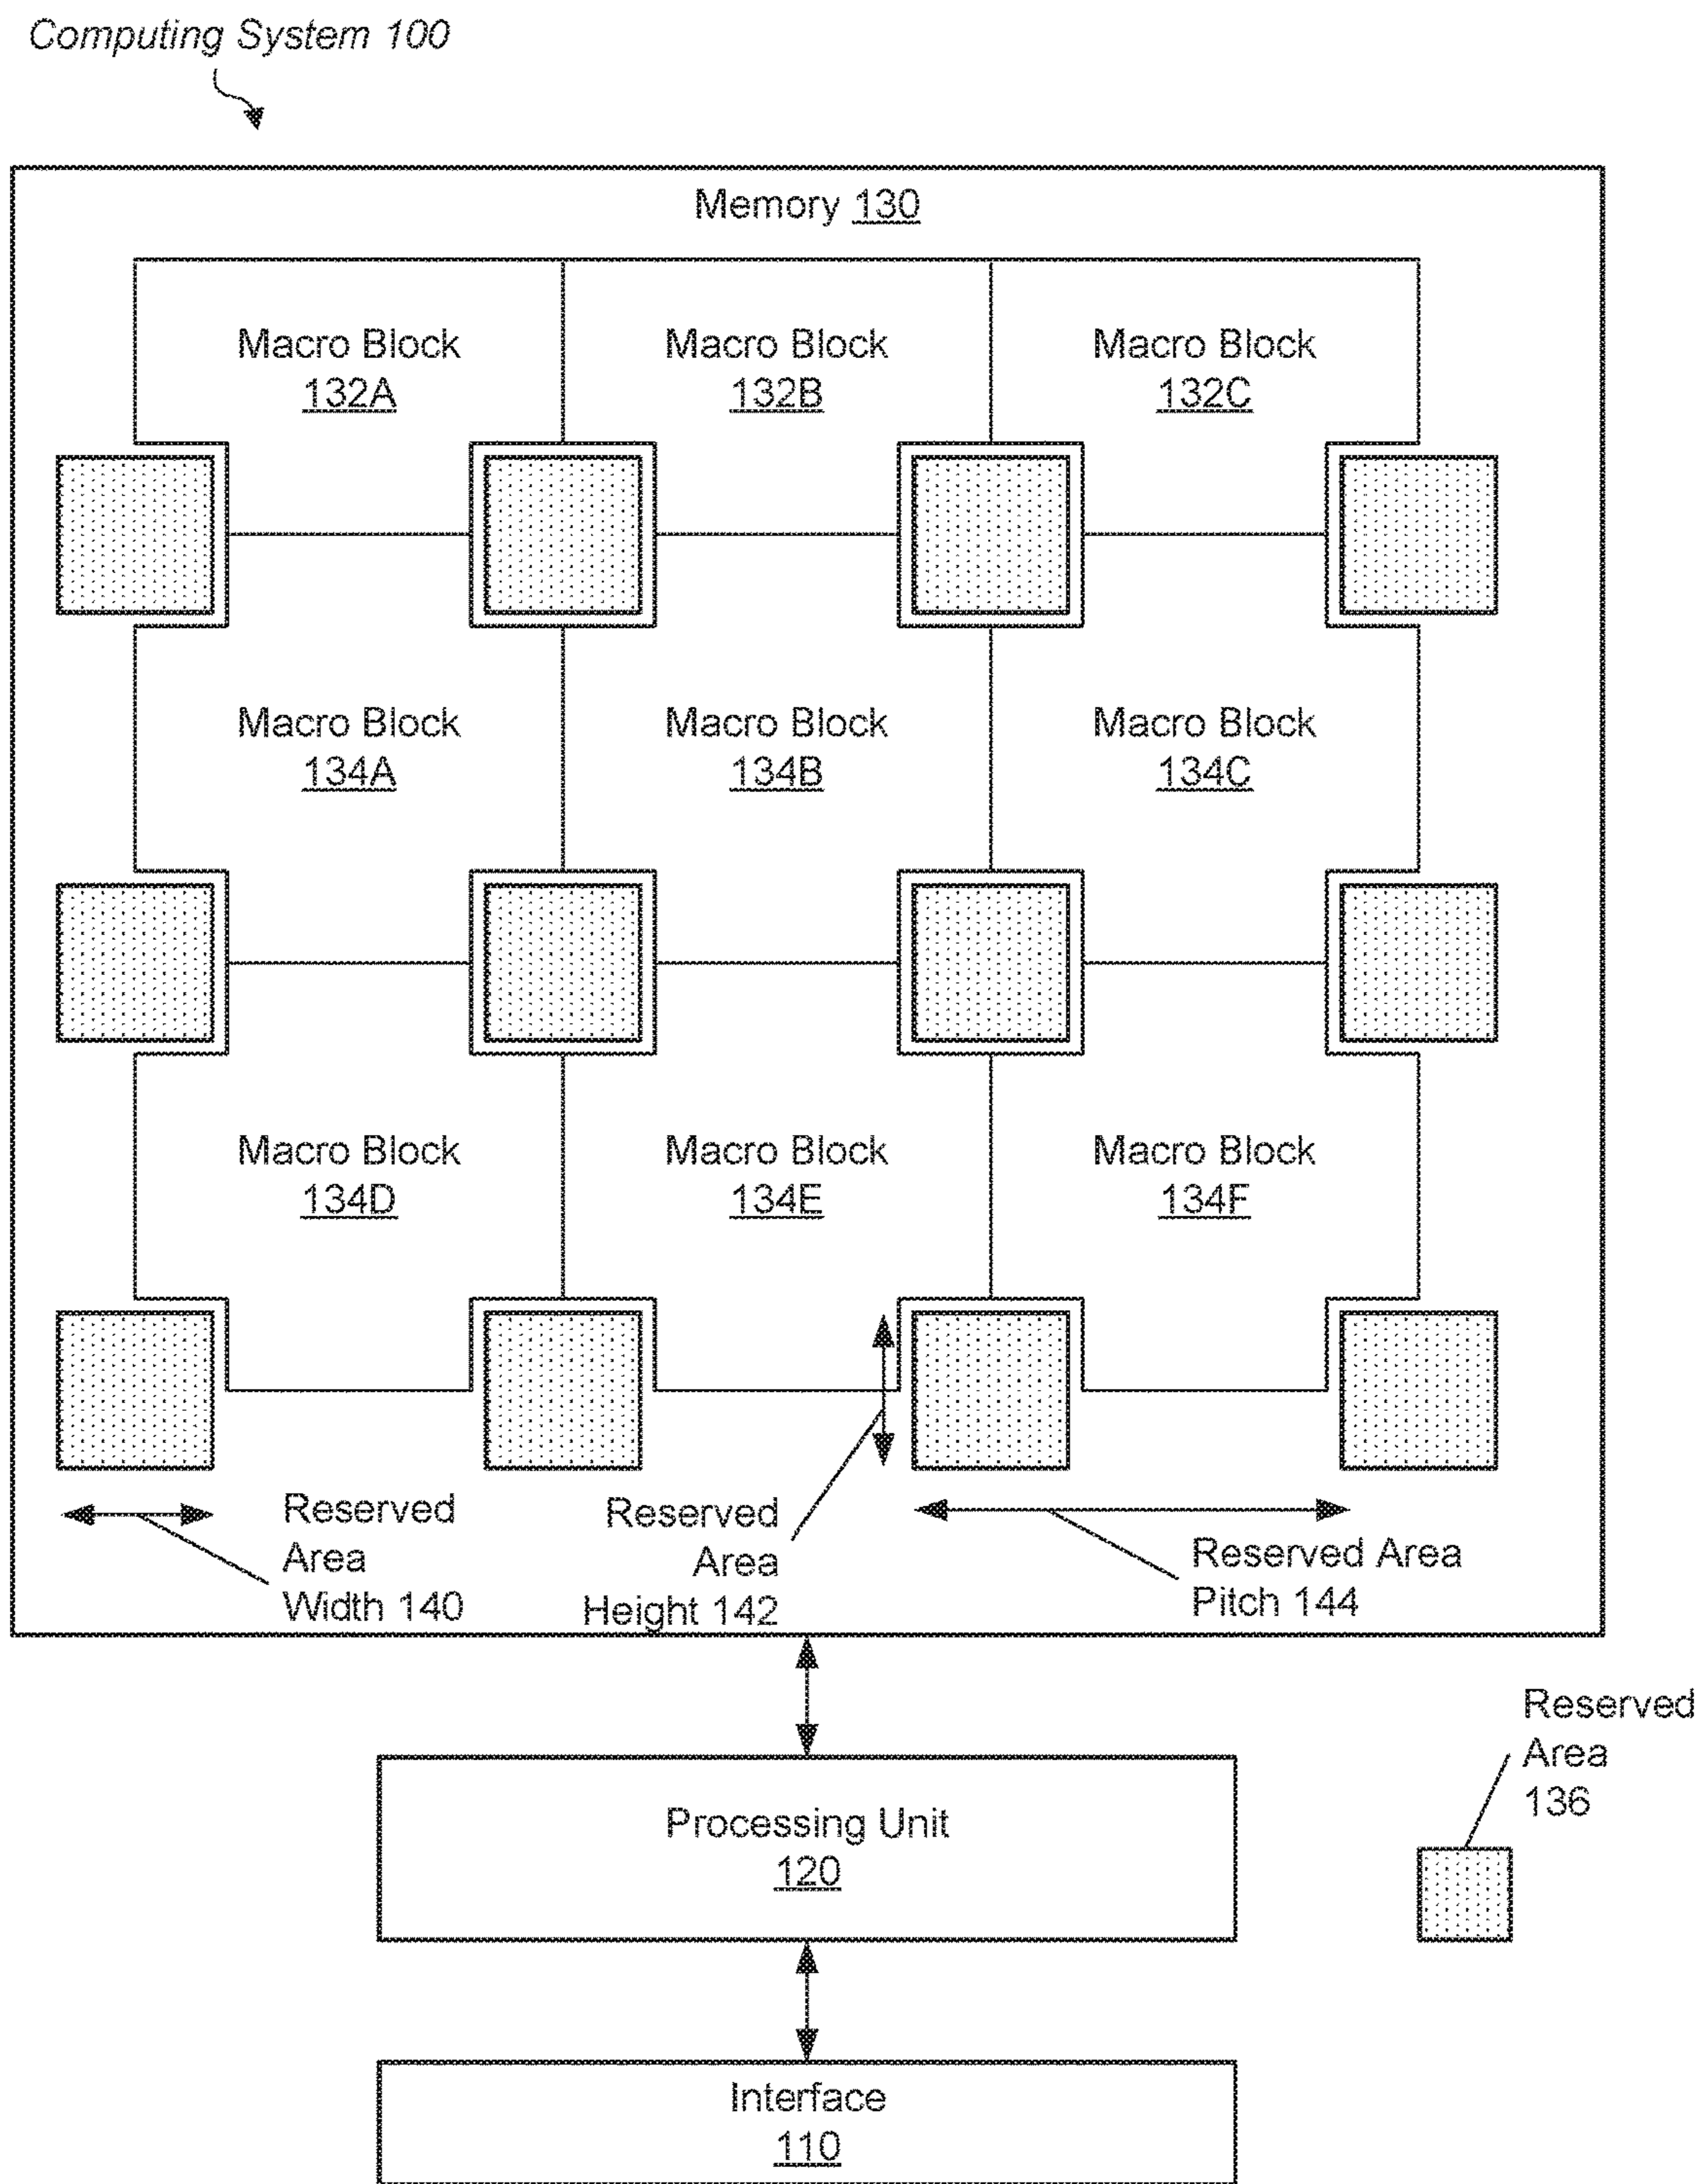 Computing System 100
Memory 130
Macro Block
132A
Macro Block
132B
Macro Block
132C
Macro Block
134A
Macro Block
134B
Macro Block
134C
Macro Block
134D
Macro Block
134E
Macro Block
134F
Reserved
Area
Width 140
Reserved
Area
Height 142
Reserved Area
Pitch 144
Processing Unit
120
Reserved
Area
136
Interface
110